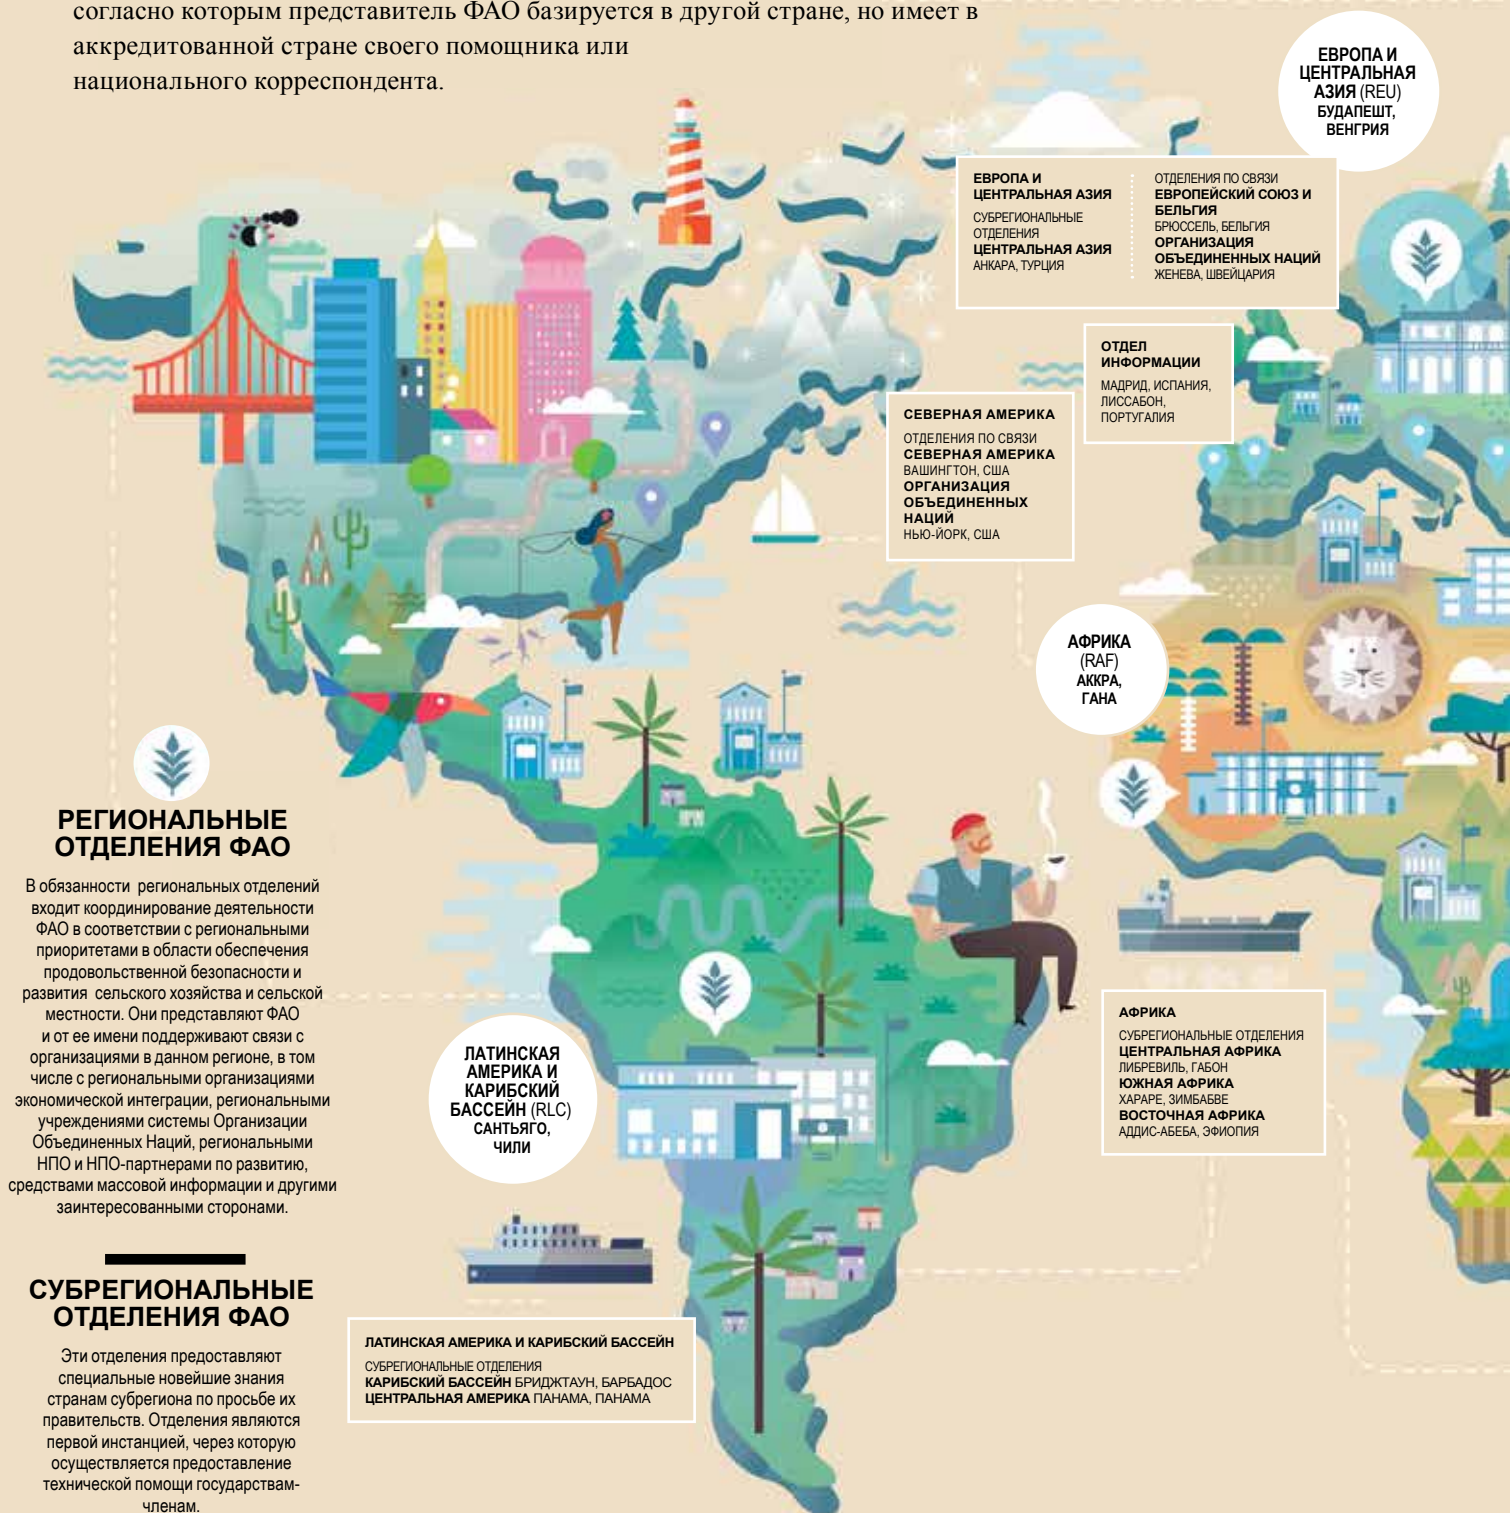 согласно которым представитель ФАО базируется в другой стране, но имеет в
аккредитованной стране своего помощника или
национального корреспондента.
ЕВРОПА И
ЦЕНТРАЛЬНАЯ
АЗИЯ (REU)
БУДАПЕШТ,
ВЕНГРИЯ
ЕВРОПА И
ЦЕНТРАЛЬНАЯ АЗИЯ
СУБРЕГИОНАЛЬНЫЕ
ОТДЕЛЕНИЯ
ЦЕНТРАЛЬНАЯ АЗИЯ
АНКАРА, ТУРЦИЯ
ОТДЕЛЕНИЯ ПО СВЯЗИ
ЕВРОПЕЙСКИЙ СОЮЗ И
БЕЛЬГИЯ
БРЮССЕЛЬ, БЕЛЬГИЯ
ОРГАНИЗАЦИЯ
ОБЪЕДИНЕННЫХ НАЦИЙ
ЖЕНЕВА, ШВЕЙЦАРИЯ
ОТДЕЛ
ИНФОРМАЦИИ
МАДРИД, ИСПАНИЯ,
ЛИССАБОН,
ПОРТУГАЛИЯ
СЕВЕРНАЯ АМЕРИКА
ОТДЕЛЕНИЯ ПО СВЯЗИ
СЕВЕРНАЯ АМЕРИКА
ВАШИНГТОН, США
ОРГАНИЗАЦИЯ
ОБЪЕДИНЕННЫХ
НАЦИЙ
НЬЮ-ЙОРК, США
АФРИКА
(RAF)
АККРА,
ГАНА
РЕГИОНАЛЬНЫЕ
ОТДЕЛЕНИЯ ФАО
В обязанности региональных отделений
входит координирование деятельности
ФАО в соответствии с региональными
приоритетами в области обеспечения
продовольственной безопасности и
развития сельского хозяйства и сельской
местности. Они представляют ФАО
и от ее имени поддерживают связи с
организациями в данном регионе, в том
числе с региональными организациями
экономической интеграции, региональными
учреждениями системы Организации
Объединенных Наций, региональными
НПО и НПО-партнерами по развитию,
средствами массовой информации и другими
заинтересованными сторонами.
ЛАТИНСКАЯ
АМЕРИКА И
КАРИБСКИЙ
БАССЕЙН (RLC)
САНТЬЯГО,
ЧИЛИ
АФРИКА
СУБРЕГИОНАЛЬНЫЕ ОТДЕЛЕНИЯ
ЦЕНТРАЛЬНАЯ АФРИКА
ЛИБРЕВИЛЬ, ГАБОН
ЮЖНАЯ АФРИКА
ХАРАРЕ, ЗИМБАБВЕ
ВОСТОЧНАЯ АФРИКА
АДДИС-АБЕБА, ЭФИОПИЯ
СУБРЕГИОНАЛЬНЫЕ
ОТДЕЛЕНИЯ ФАО
Эти отделения предоставляют
специальные новейшие знания
странам субрегиона по просьбе их
правительств. Отделения являются
первой инстанцией, через которую
осуществляется предоставление
технической помощи государствам-
членам.
ЛАТИНСКАЯ АМЕРИКА И КАРИБСКИЙ БАССЕЙН
СУБРЕГИОНАЛЬНЫЕ ОТДЕЛЕНИЯ
КАРИБСКИЙ БАССЕЙН БРИДЖТАУН, БАРБАДОС
ЦЕНТРАЛЬНАЯ АМЕРИКА ПАНАМА, ПАНАМА